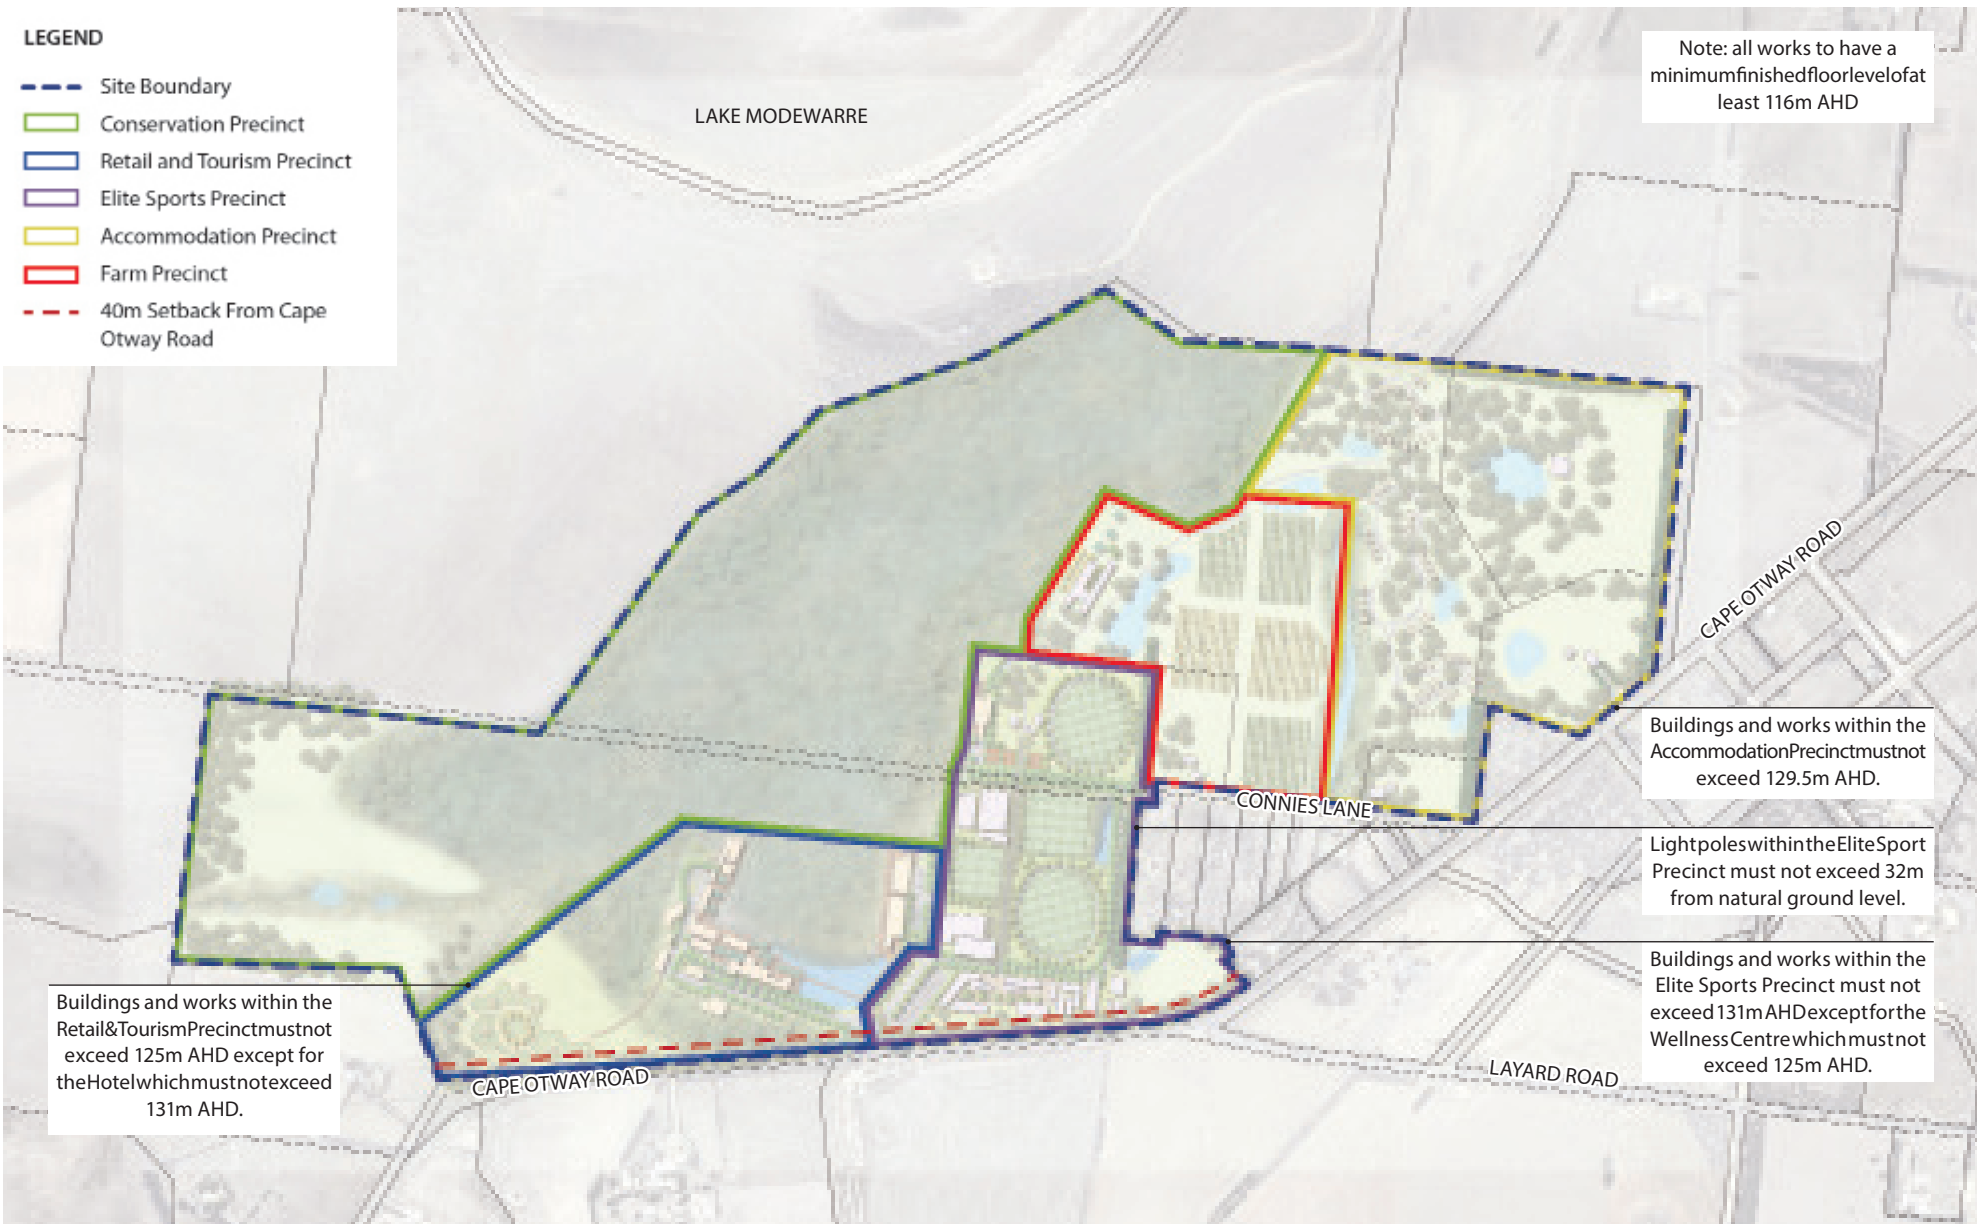 LEGEND
Site Boundary
Conservation Precinct
Retail and Tourism Precinct
Elite Sports Precinct
Accommodation Precinct
Farm Precinct
40m Setback From Cape
Otway Road
LAKE MODEWARRE
Note: all works to have a
minimumfinishedfloorlevelofat
least 116m AHD
CAPE OTWAY ROAD
Buildings and works within the
AccommodationPrecinctmustnot
exceed 129.5m AHD.
CONNIES LANE
LightpoleswithintheEliteSport
Precinct must not exceed 32m
from natural ground level.
Buildings and works within the
Elite Sports Precinct must not
exceed131mAHDexceptforthe
WellnessCentrewhichmustnot
exceed 125m AHD.
Buildings and works within the
Retail&TourismPrecinctmustnot
exceed 125m AHD except for
theHotelwhichmustnotexceed
131m AHD.
CAPE OTWAY ROAD
LAYARD ROAD